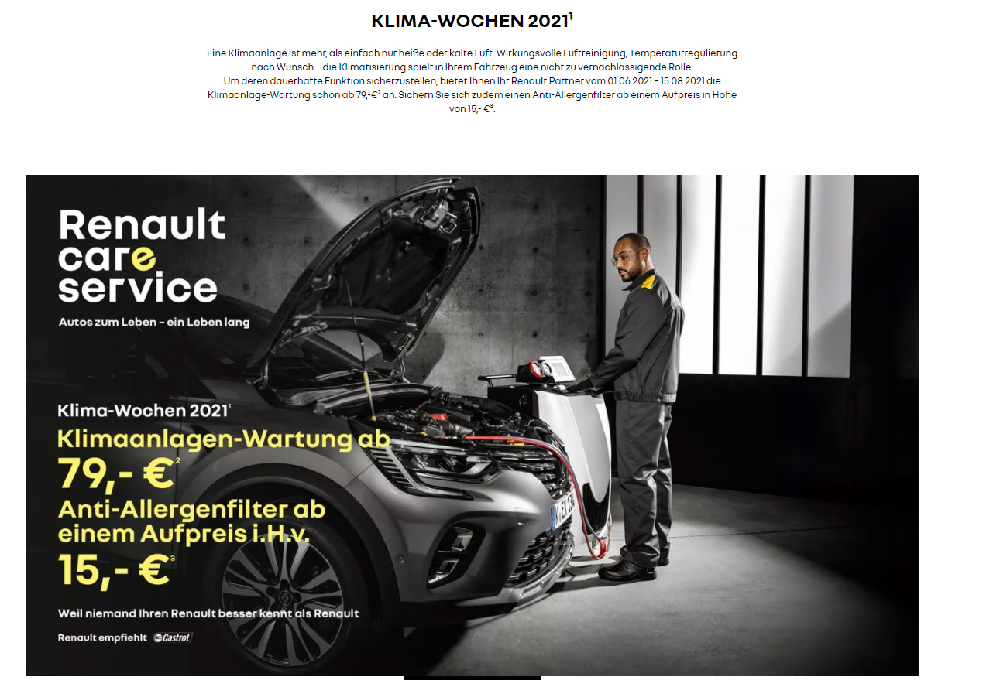 KLIMA-WOCHEN 2021¹
Eine Klimaanlage ist mehr, als einfach nur heiße oder kalte Luft. Wirkungsvolle Luftreinigung, Temperaturregulierung
nach Wunsch – die Klimatisierung spielt in Ihrem Fahrzeug eine nicht zu vernachlässigende Rolle.
Um deren dauerhafte Funktion sicherzustellen, bietet Ihnen Ihr Renault Partner vom 01.06.2021 – 15.08.2021 die
Klimaanlage-Wartung schon ab 79,-€² an. Sichern Sie sich zudem einen Anti-Allergenfilter ab einem Aufpreis in Höhe
von 15,- €³.
Renault
care
service
Autos zum Leben – ein Leben lang
Klima-Wochen 2021¹
Klimaanlagen-Wartung ab
79,- €²
Anti-Allergenfilter ab
einem Aufpreis i.H.v.
15,- €³
Weil niemand Ihren Renault besser kennt als Renault
Renault empfiehlt Castrol